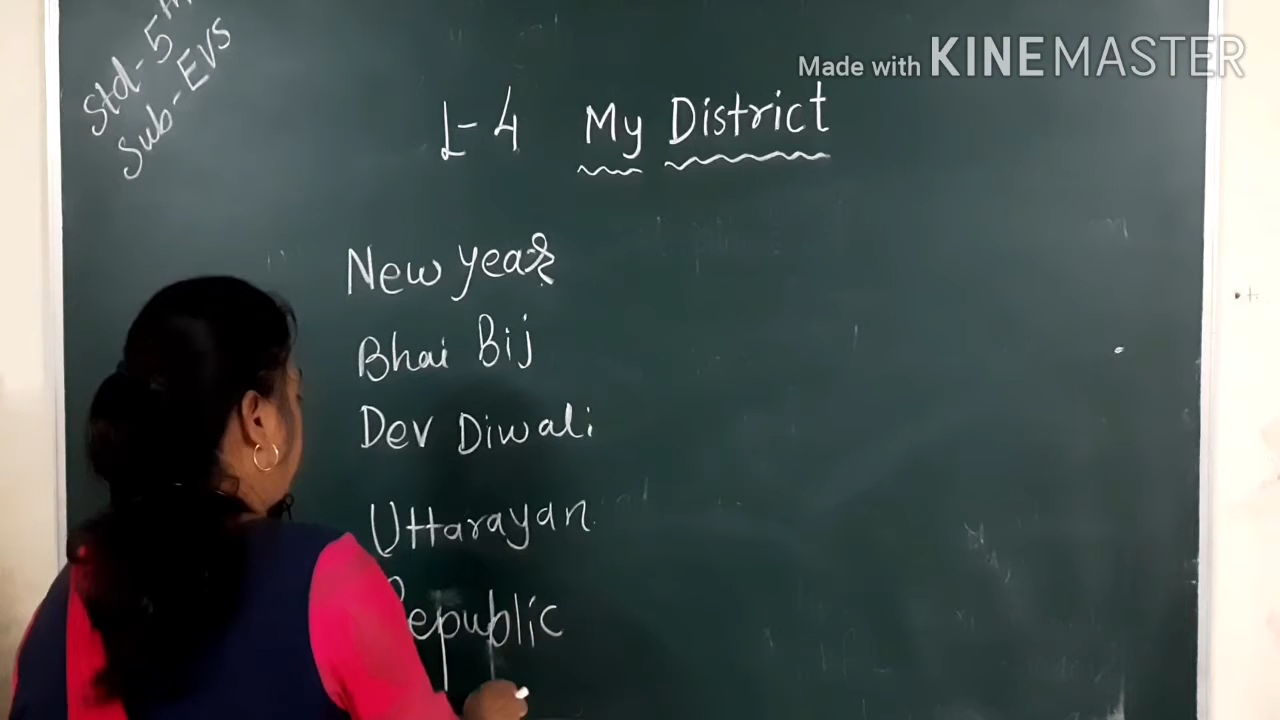 Std - 5th
Sub - EVS
Made with KINEMASTER
L-4 My District
New year
Bhai Bij
Dev Diwali
Uttarayan
Republic